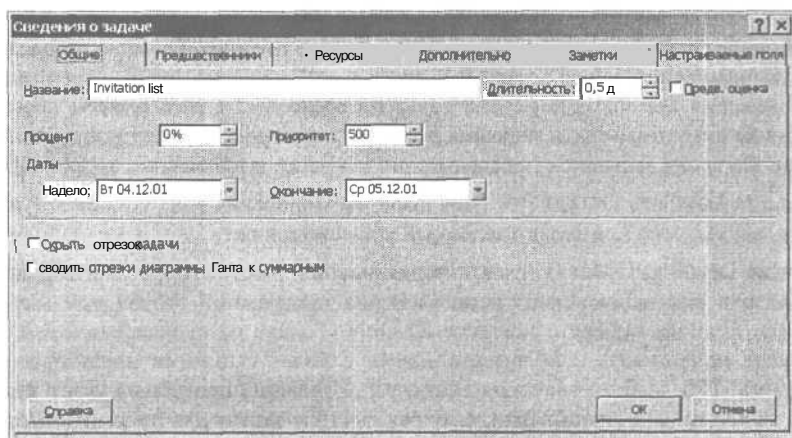 Сведения о задаче
Общие Предшественники Ресурсы Дополнительно Заметки Настраиваемые поля
Название: Invitation list Длительность: 0,5 д Предв. оценка
Процент 0% Приоритет: 500
Даты
Надело; Вт 04.12.01 Окончание: Ср 05.12.01
Скрыть отрезокзадачи
Г сводить отрезки диаграммы Ганта к суммарным
Справка ОК Отмена